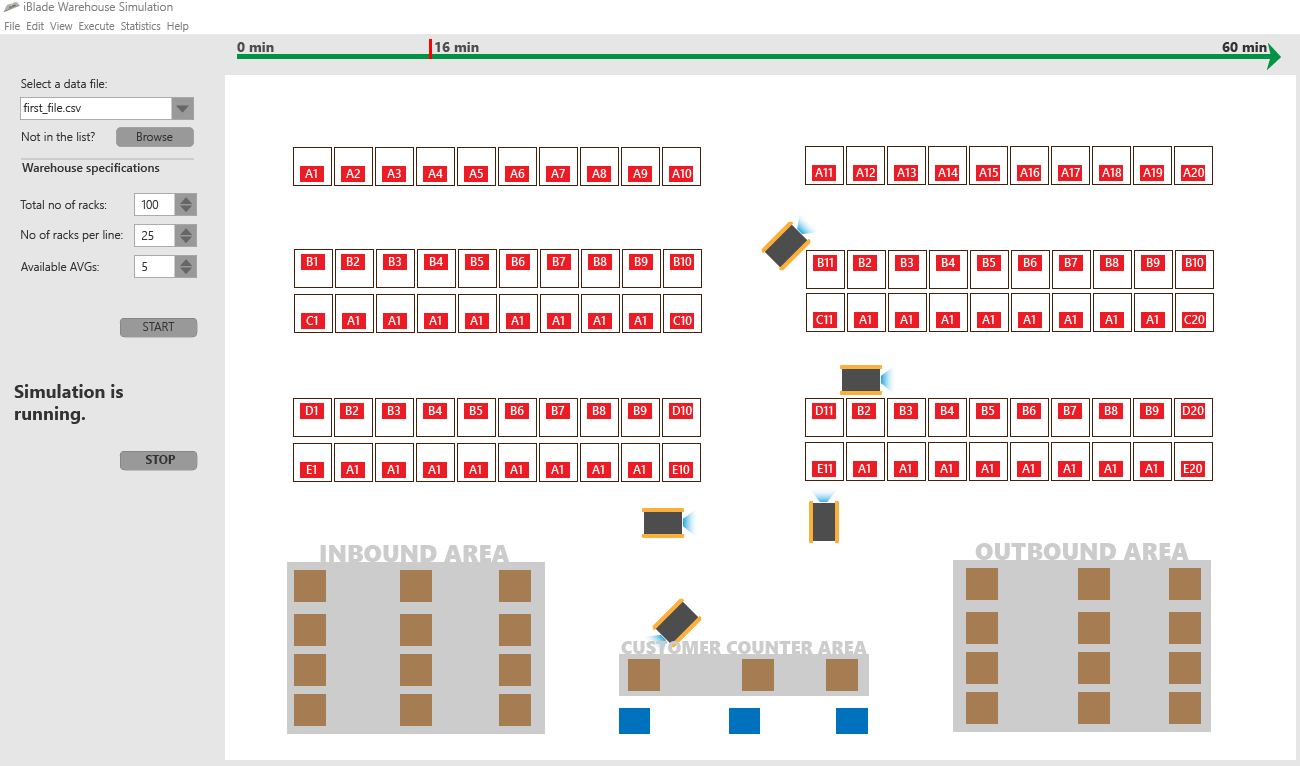 iBlade Warehouse Simulation
File Edit View Execute Statistics Help
0 min 16 min 60 min
Select a data file:
first_file.csv
Not in the list? Browse
Warehouse specifications
Total no of racks: 100
No of racks per line: 25
Available AVGs: 5
START
Simulation is
running.
STOP
A1 A2 A3 A4 A5 A6 A7 A8 A9 A10 A11 A12 A13 A14 A15 A16 A17 A18 A19 A20
B1 B2 B3 B4 B5 B6 B7 B8 B9 B10 B11 B2 B3 B4 B5 B6 B7 B8 B9 B10
C1 A1 A1 A1 A1 A1 A1 A1 A1 C10 C11 A1 A1 A1 A1 A1 A1 A1 A1 C20
D1 B2 B3 B4 B5 B6 B7 B8 B9 D10 D11 B2 B3 B4 B5 B6 B7 B8 B9 D20
E1 A1 A1 A1 A1 A1 A1 A1 A1 E10 E11 A1 A1 A1 A1 A1 A1 A1 A1 E20
INBOUND AREA
OUTBOUND AREA
CUSTOMER COUNTER AREA